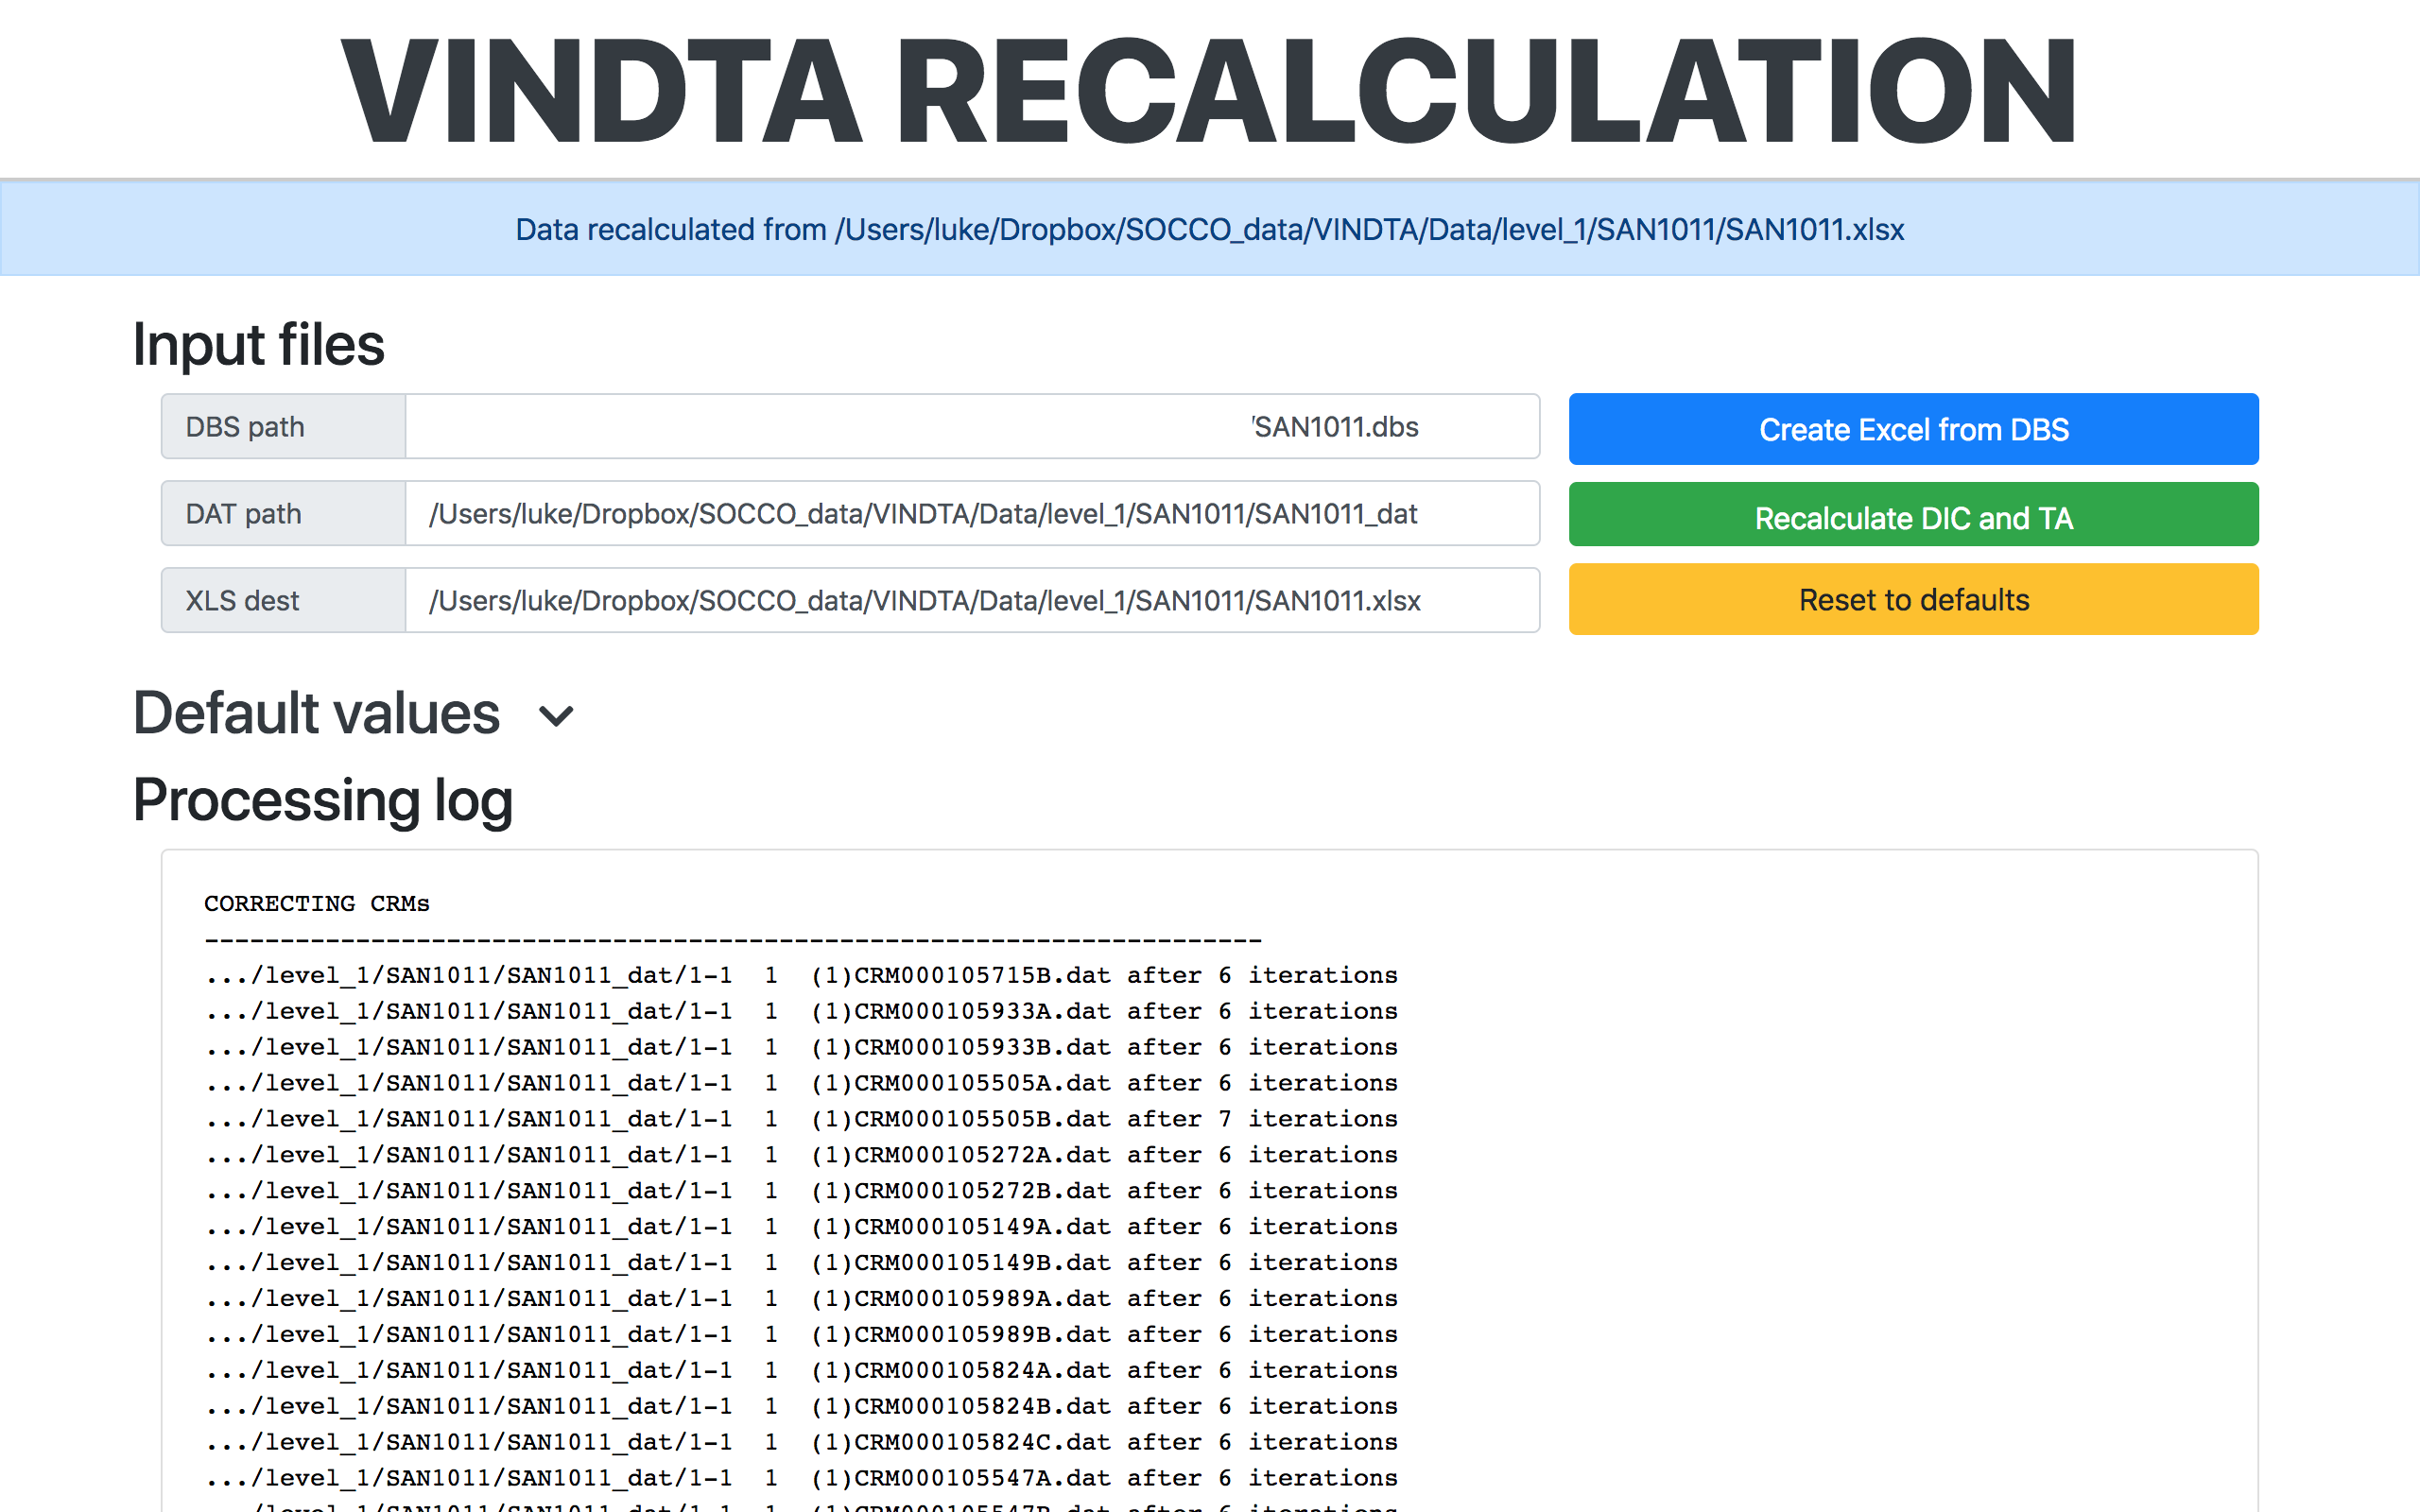 VINDTA RECALCULATION
Data recalculated from /Users/luke/Dropbox/SOCCO_data/VINDTA/Data/level_1/SAN1011/SAN1011.xlsx
Input files
DBS path /SAN1011.dbs
Create Excel from DBS
DAT path /Users/luke/Dropbox/SOCCO_data/VINDTA/Data/level_1/SAN1011/SAN1011_dat
Recalculate DIC and TA
XLS dest /Users/luke/Dropbox/SOCCO_data/VINDTA/Data/level_1/SAN1011/SAN1011.xlsx
Reset to defaults
Default values
Processing log
CORRECTING CRMs
----------------------------------------------------------------------
.../level_1/SAN1011/SAN1011_dat/1-1  1  (1)CRM000105715B.dat after 6 iterations
.../level_1/SAN1011/SAN1011_dat/1-1  1  (1)CRM000105933A.dat after 6 iterations
.../level_1/SAN1011/SAN1011_dat/1-1  1  (1)CRM000105933B.dat after 6 iterations
.../level_1/SAN1011/SAN1011_dat/1-1  1  (1)CRM000105505A.dat after 6 iterations
.../level_1/SAN1011/SAN1011_dat/1-1  1  (1)CRM000105505B.dat after 7 iterations
.../level_1/SAN1011/SAN1011_dat/1-1  1  (1)CRM000105272A.dat after 6 iterations
.../level_1/SAN1011/SAN1011_dat/1-1  1  (1)CRM000105272B.dat after 6 iterations
.../level_1/SAN1011/SAN1011_dat/1-1  1  (1)CRM000105149A.dat after 6 iterations
.../level_1/SAN1011/SAN1011_dat/1-1  1  (1)CRM000105149B.dat after 6 iterations
.../level_1/SAN1011/SAN1011_dat/1-1  1  (1)CRM000105989A.dat after 6 iterations
.../level_1/SAN1011/SAN1011_dat/1-1  1  (1)CRM000105989B.dat after 6 iterations
.../level_1/SAN1011/SAN1011_dat/1-1  1  (1)CRM000105824A.dat after 6 iterations
.../level_1/SAN1011/SAN1011_dat/1-1  1  (1)CRM000105824B.dat after 6 iterations
.../level_1/SAN1011/SAN1011_dat/1-1  1  (1)CRM000105824C.dat after 6 iterations
.../level_1/SAN1011/SAN1011_dat/1-1  1  (1)CRM000105547A.dat after 6 iterations
.../level_1/SAN1011/SAN1011_dat/1-1  1  (1)CRM000105547B.dat after 6 iterations